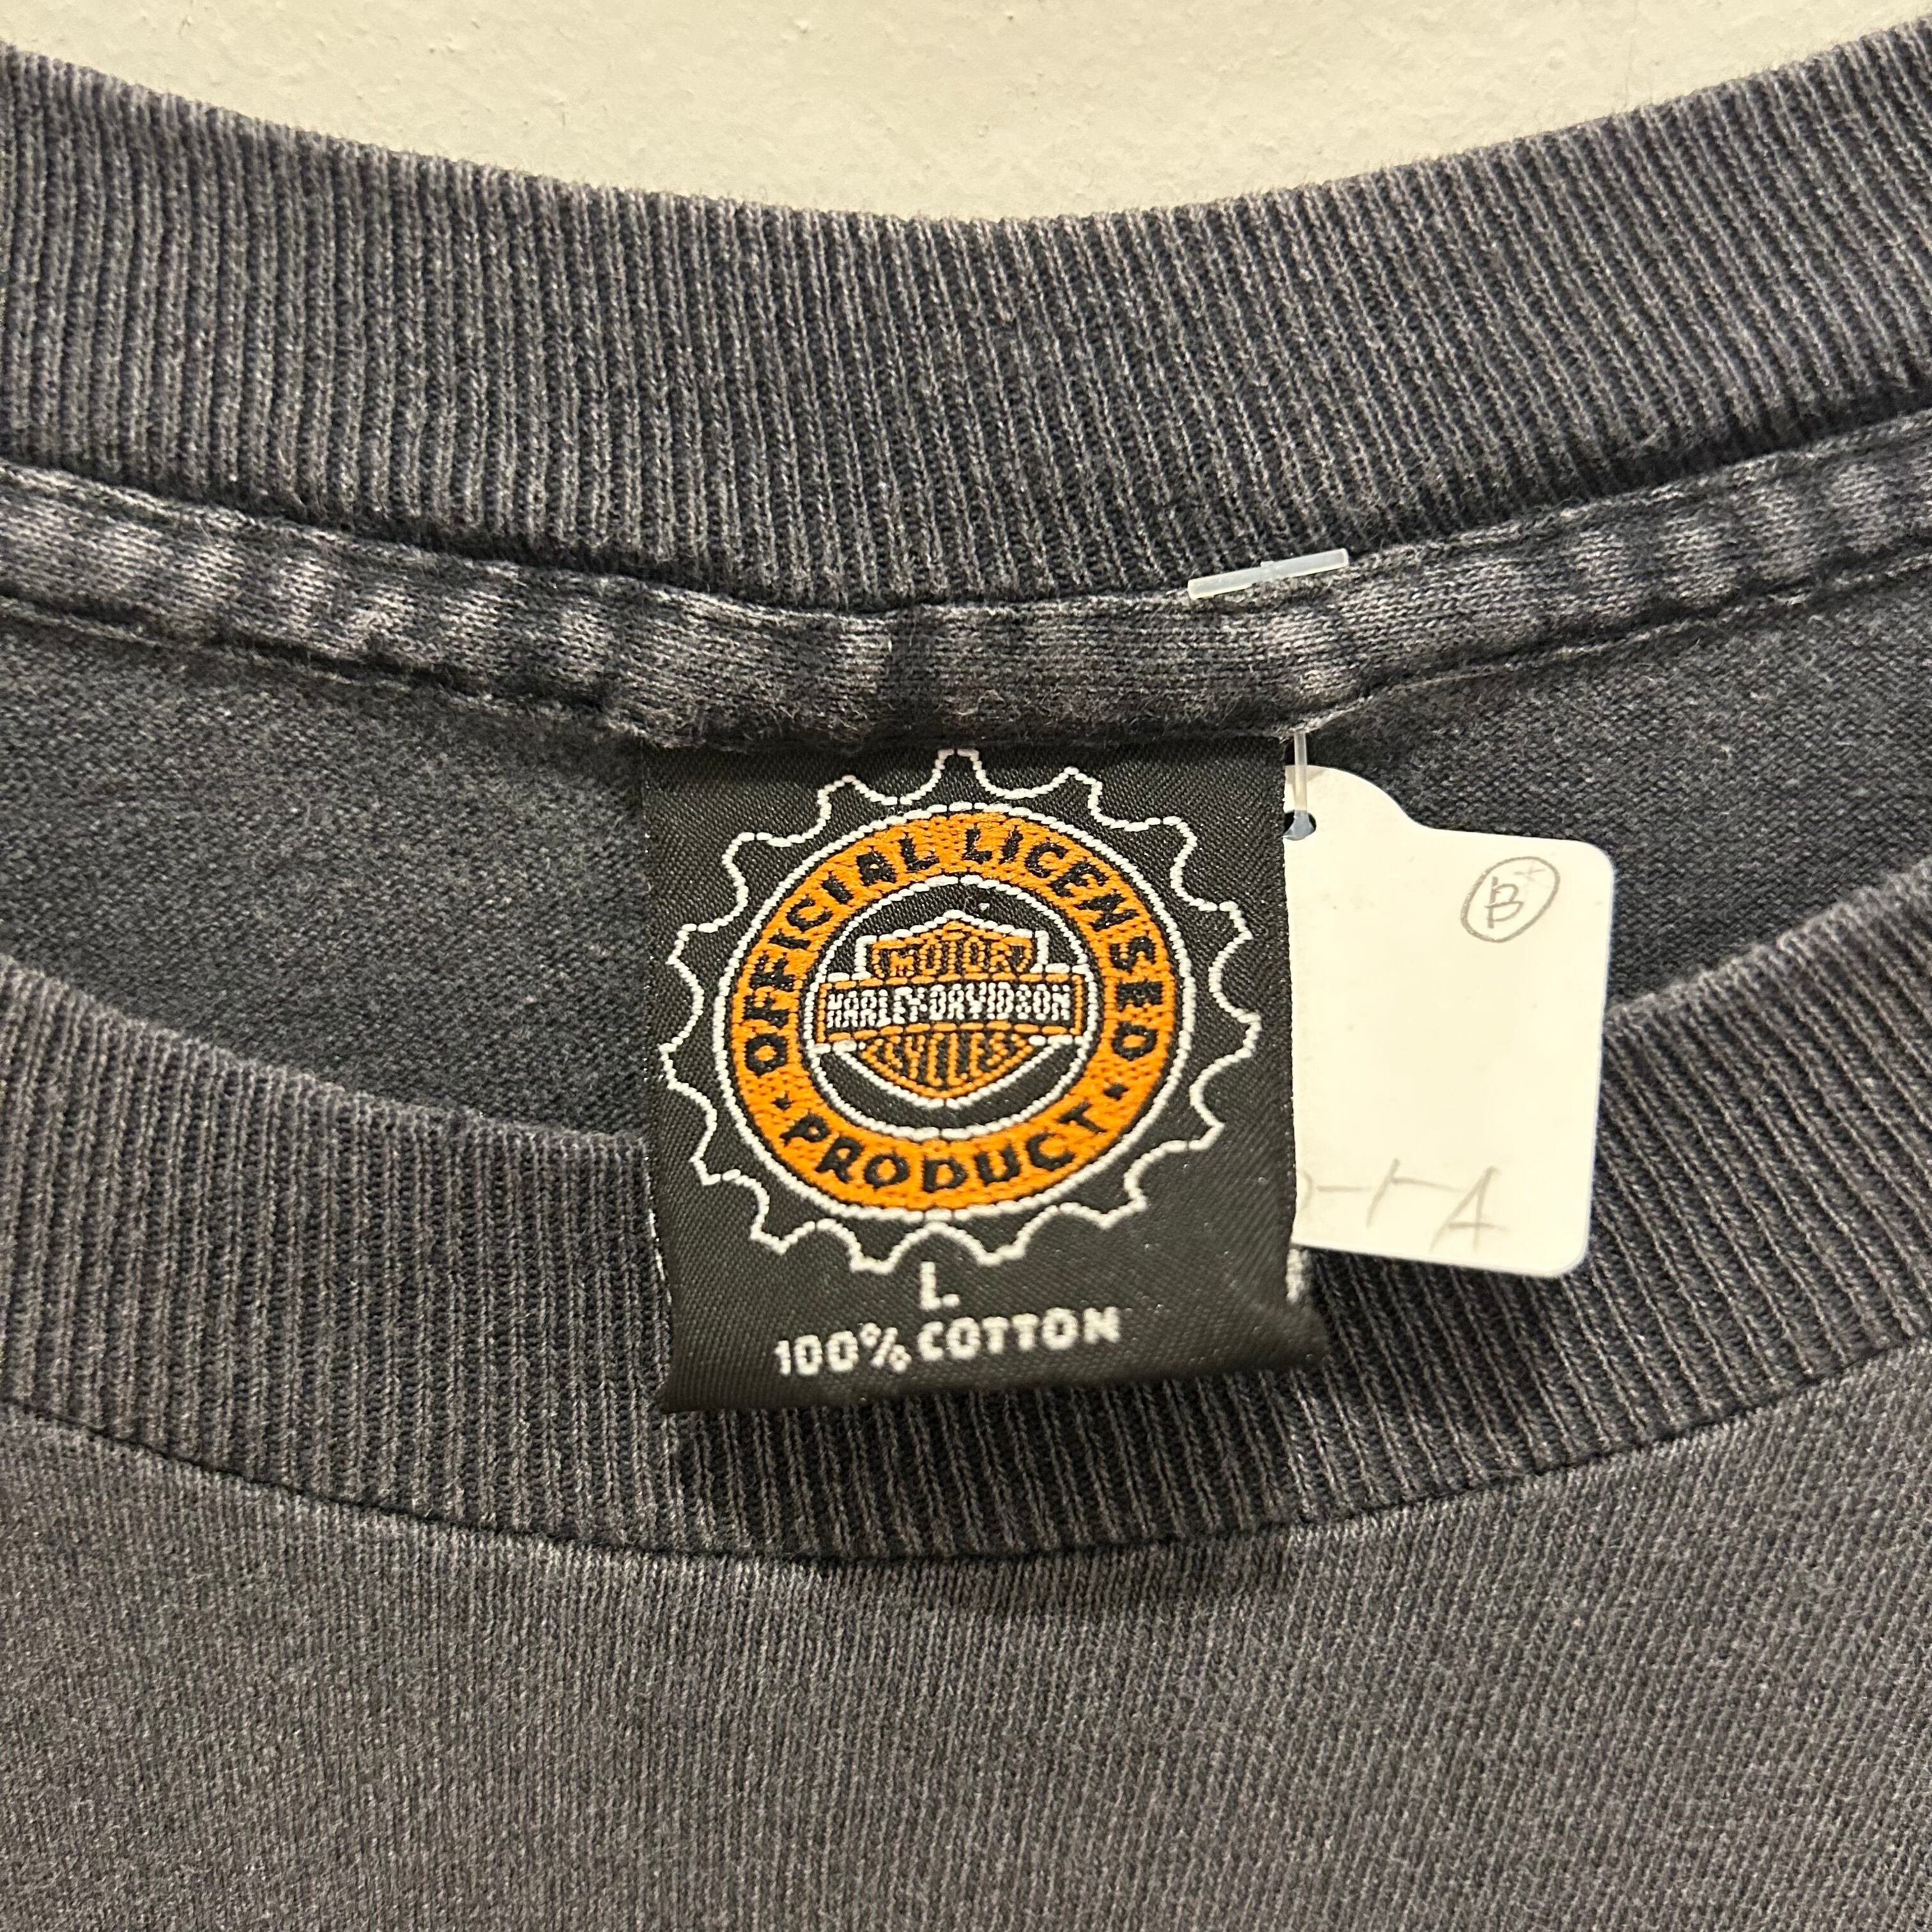 OFFICIAL LICENSED
PRODUCT
MOTOR
HARLEY-DAVIDSON
CYCLES
L
100% COTTON
B